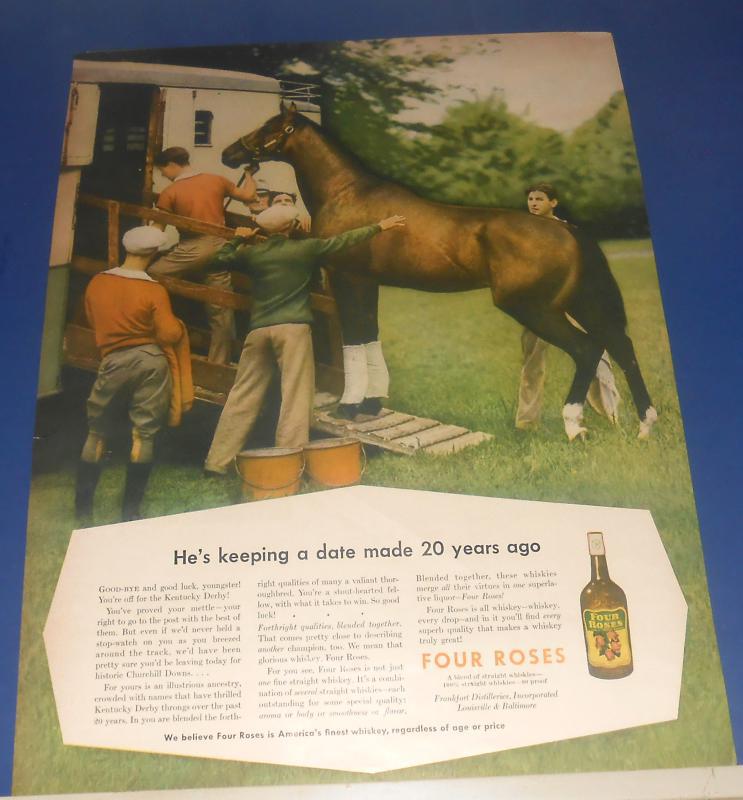 He's keeping a date made 20 years ago
GOOD-BYE and good luck, youngster!
You're off for the Kentucky Derby!
You've proved your mettle—your
right to go to the post with the best of
them. But even if we'd never held a
stop-watch on you as you breezed
around the track, we'd have been
pretty sure you'd be leaving today for
historic Churchill Downs. . . .
For yours is an illustrious ancestry,
crowded with names that have thrilled
Kentucky Derby throngs over the past
20 years. In you are blended the forth-
right qualities of many a valiant thor-
oughbred. You're a stout-hearted fel-
low, with what it takes to win. So good
luck!
Forthright qualities, blended together.
That comes pretty close to describing
another champion, too. We mean that
glorious whiskey, Four Roses.
For you see, Four Roses is not just
one fine straight whiskey. It's a combi-
nation of several straight whiskies—each
outstanding for some special quality;
aroma or body or smoothness or flavor.
Blended together, these whiskies
merge all their virtues in one superla-
tive liquor—Four Roses!
Four Roses is all whiskey—whiskey,
every drop—and in it you'll find every
superb quality that makes a whiskey
truly great!
FOUR ROSES
A blend of straight whiskies—
100% straight whiskies—90 proof
Frankfort Distilleries, Incorporated
Louisville & Baltimore
FOUR
ROSES
We believe Four Roses is America's finest whiskey, regardless of age or price